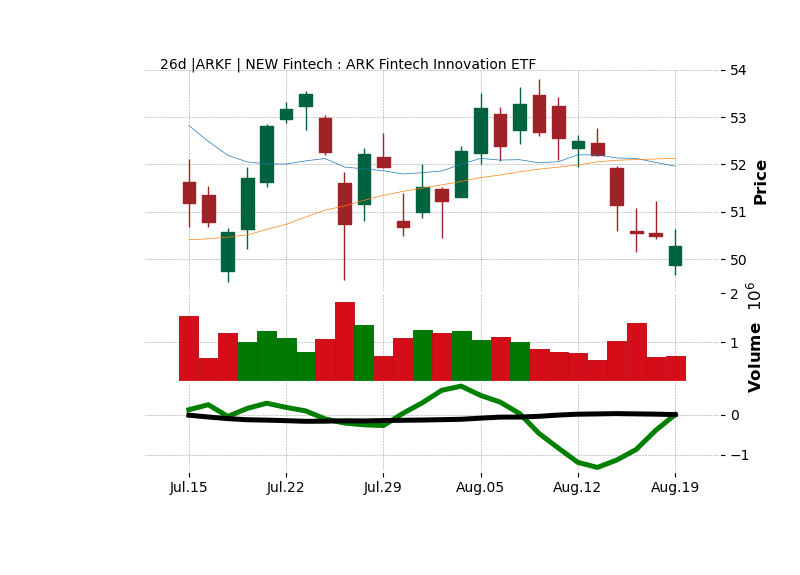 26d |ARKF | NEW Fintech : ARK Fintech Innovation ETF
54
53
52
51
50
Price
2
1
Volume 10^6
0
−1
Jul.15 Jul.22 Jul.29 Aug.05 Aug.12 Aug.19